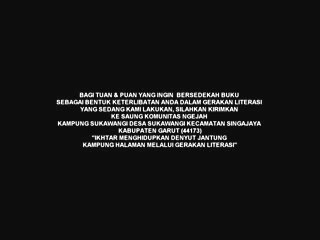 BAGI TUAN & PUAN YANG INGIN BERSEDEKAH BUKU
SEBAGAI BENTUK KETERLIBATAN ANDA DALAM GERAKAN LITERASI
YANG SEDANG KAMI LAKUKAN, SILAHKAN KIRIMKAN
KE SAUNG KOMUNITAS NGEJAH
KAMPUNG SUKAWANGI DESA SUKAWANGI KECAMATAN SINGAJAYA
KABUPATEN GARUT (44173)
"IKHTAR MENGHIDUPKAN DENYUT JANTUNG
KAMPUNG HALAMAN MELALUI GERAKAN LITERASI"